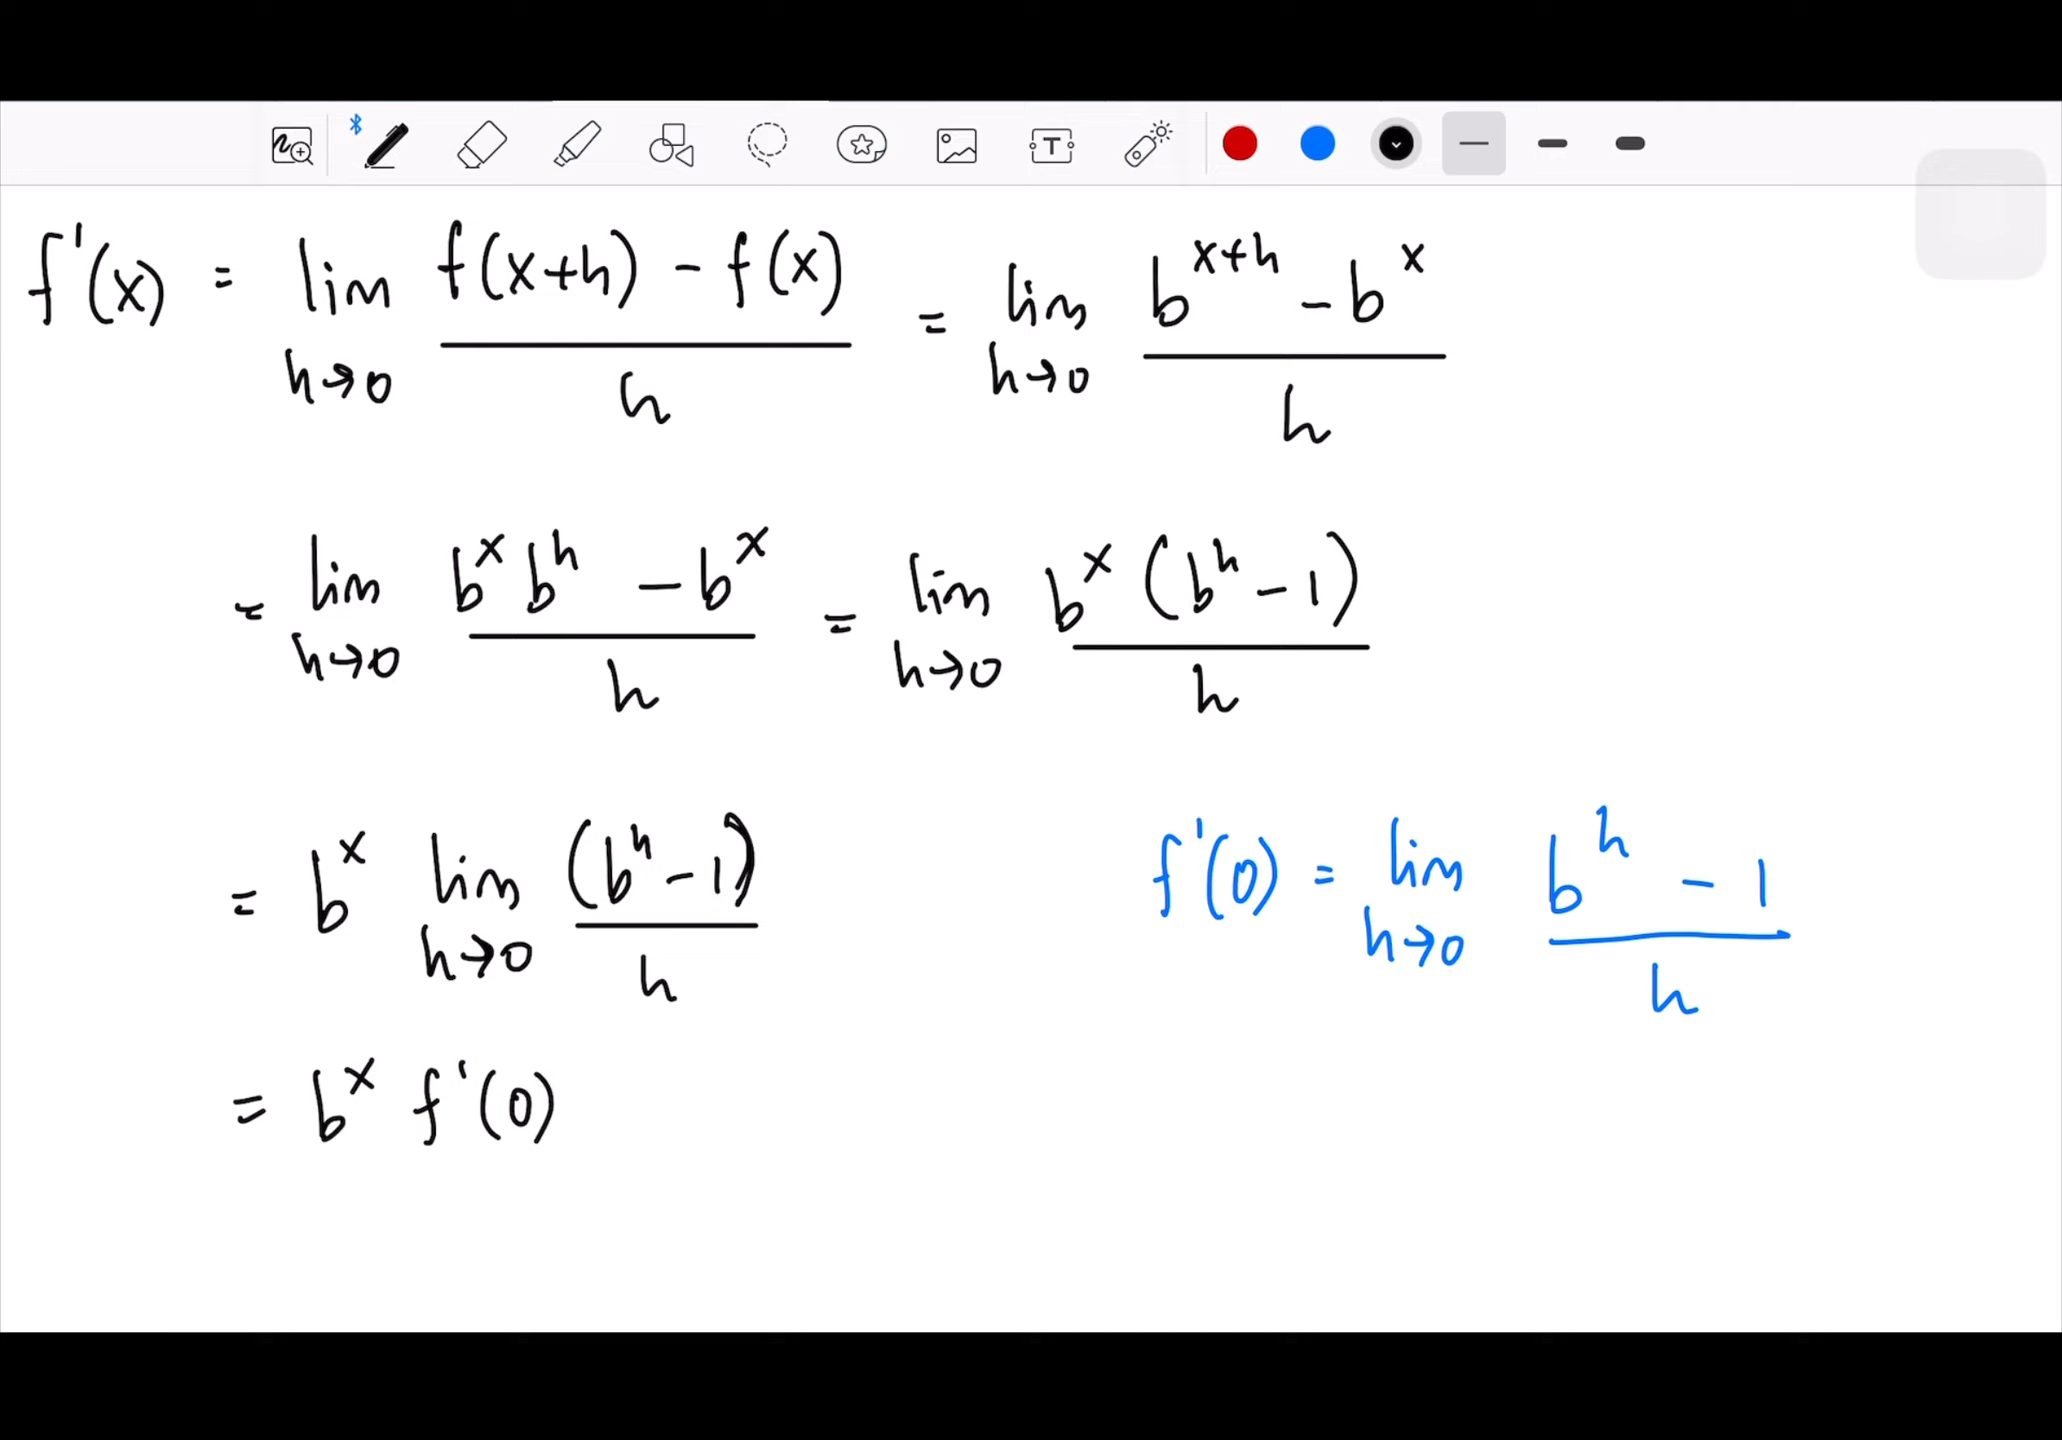 f'(x) = lim h→0 f(x+h) - f(x) / h = lim h→0 b^(x+h) - b^x / h
= lim h→0 b^x b^h - b^x / h = lim h→0 b^x (b^h - 1) / h
= b^x lim h→0 (b^h - 1) / h
f'(0) = lim h→0 b^h - 1 / h
= b^x f'(0)